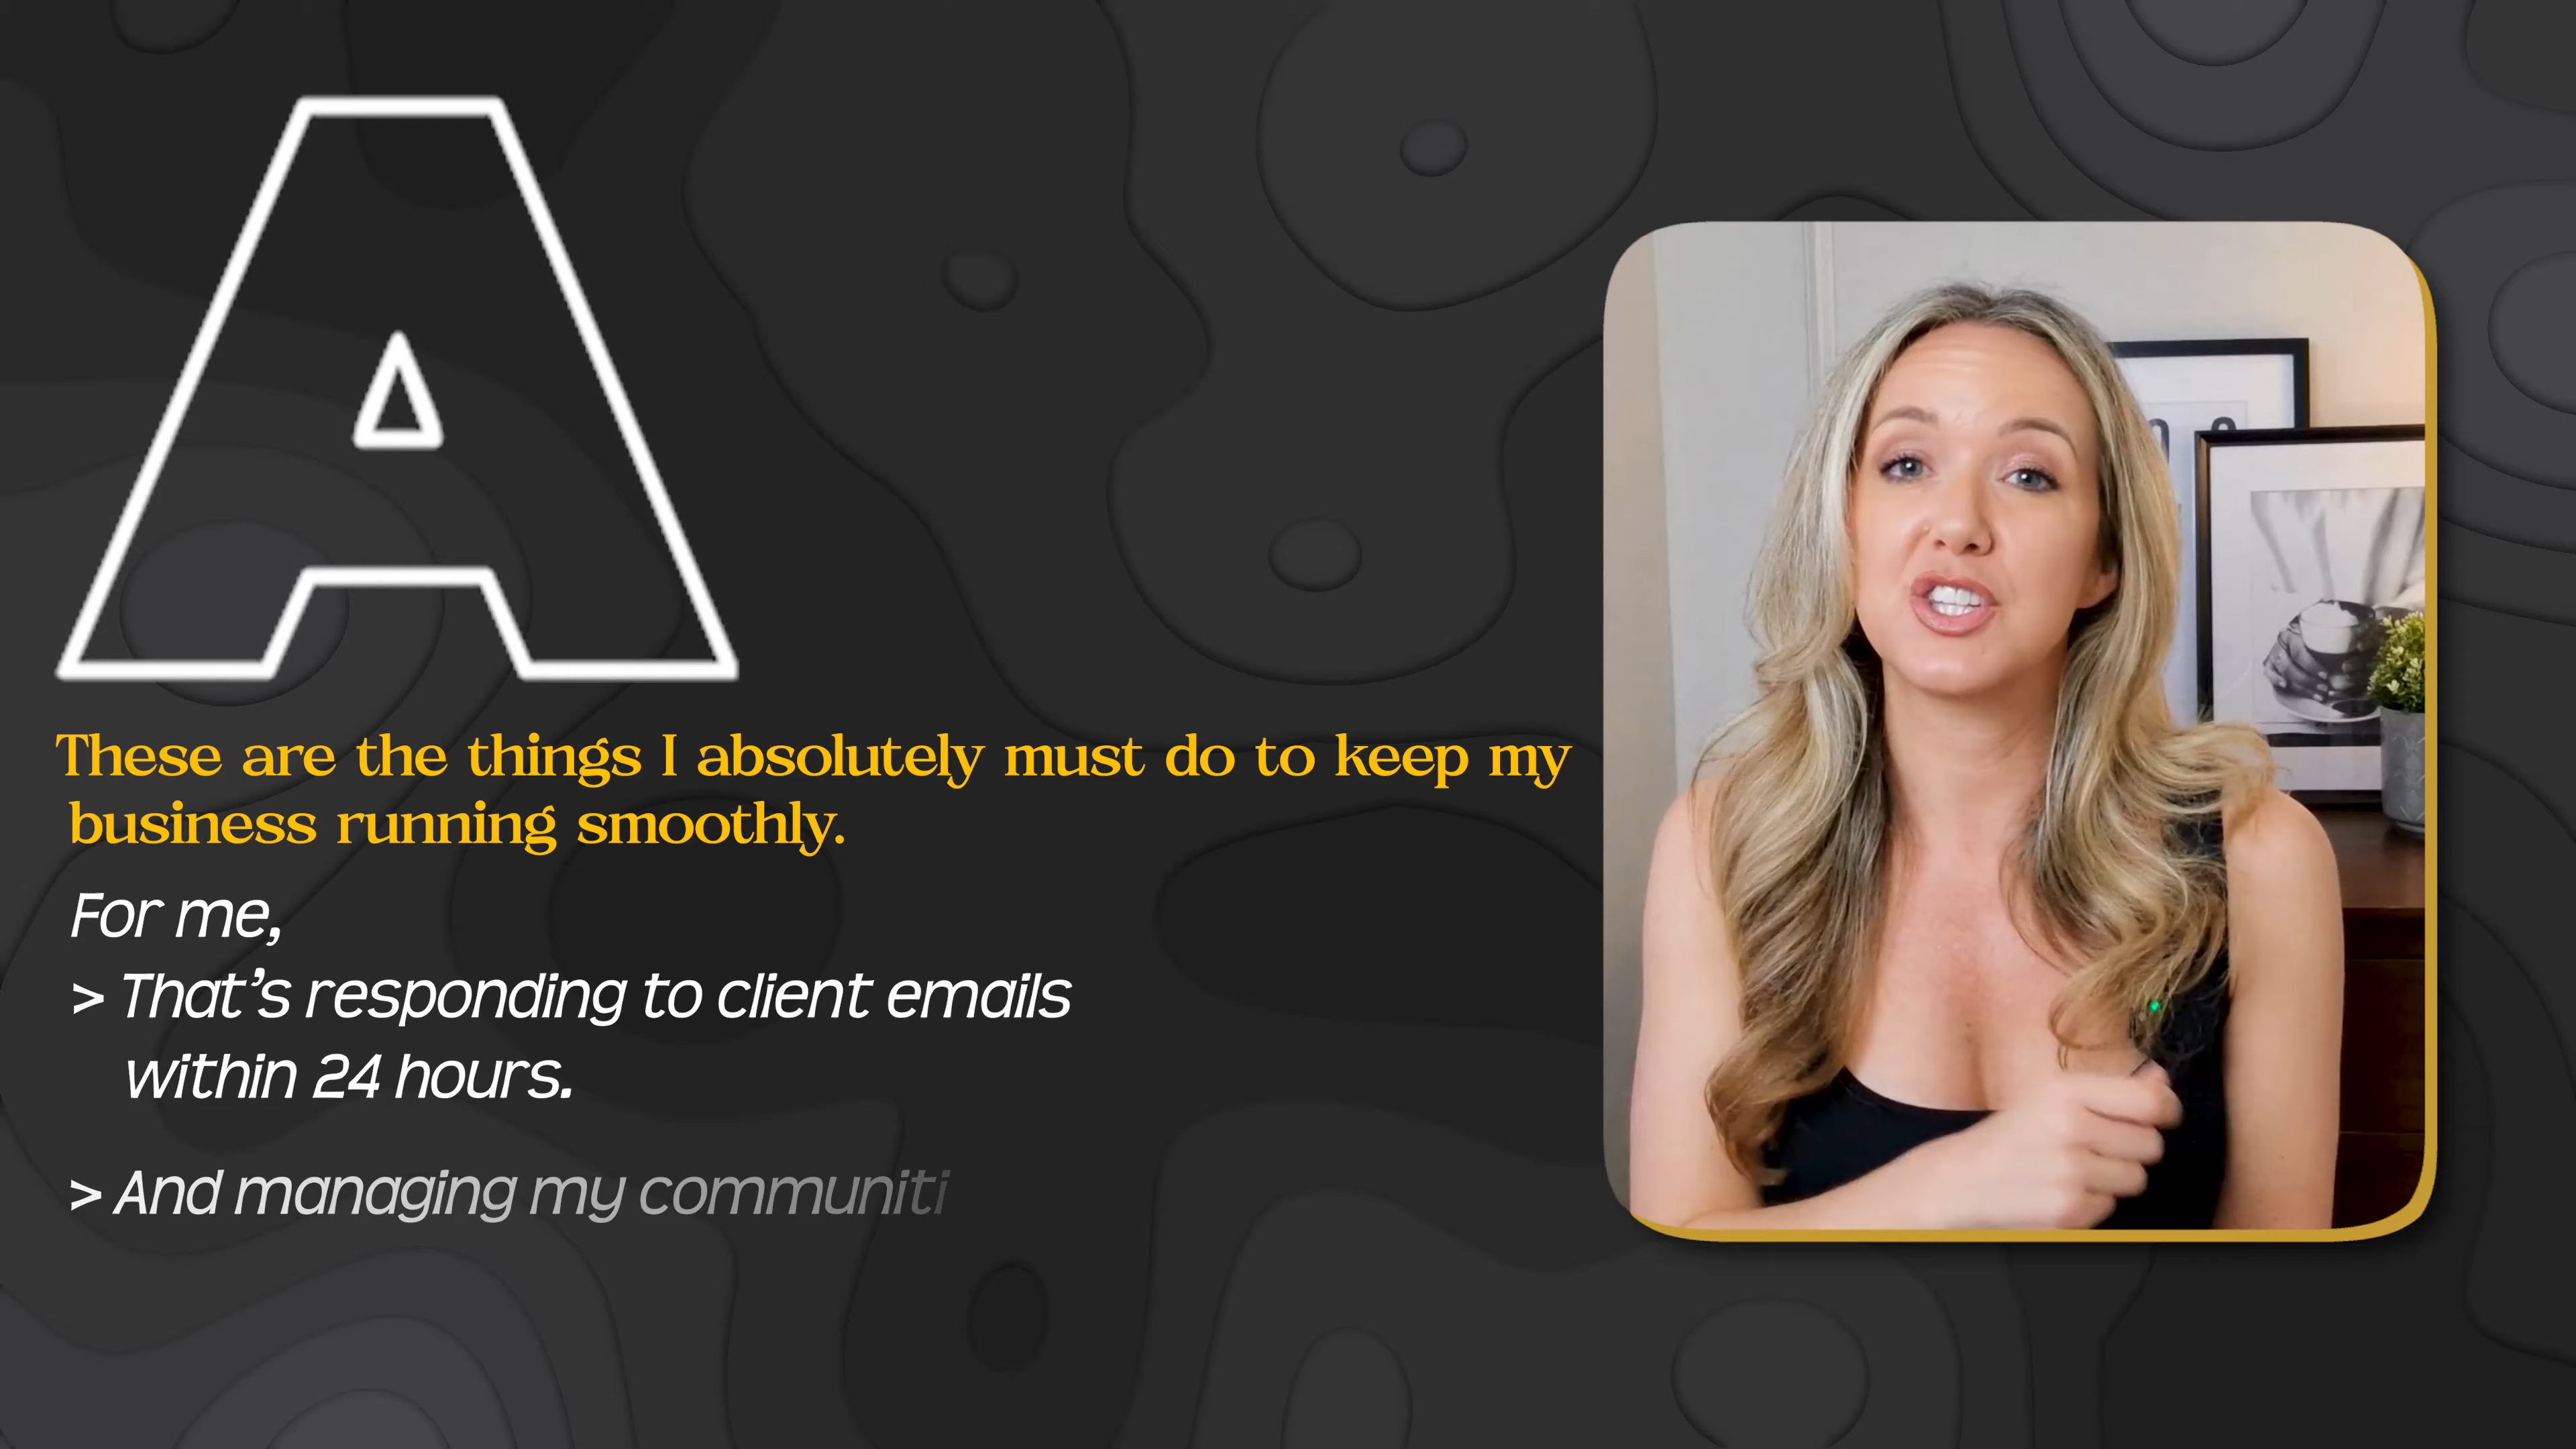 A
These are the things I absolutely must do to keep my
business running smoothly.
For me,
> That's responding to client emails
within 24 hours.
> And managing my communiti